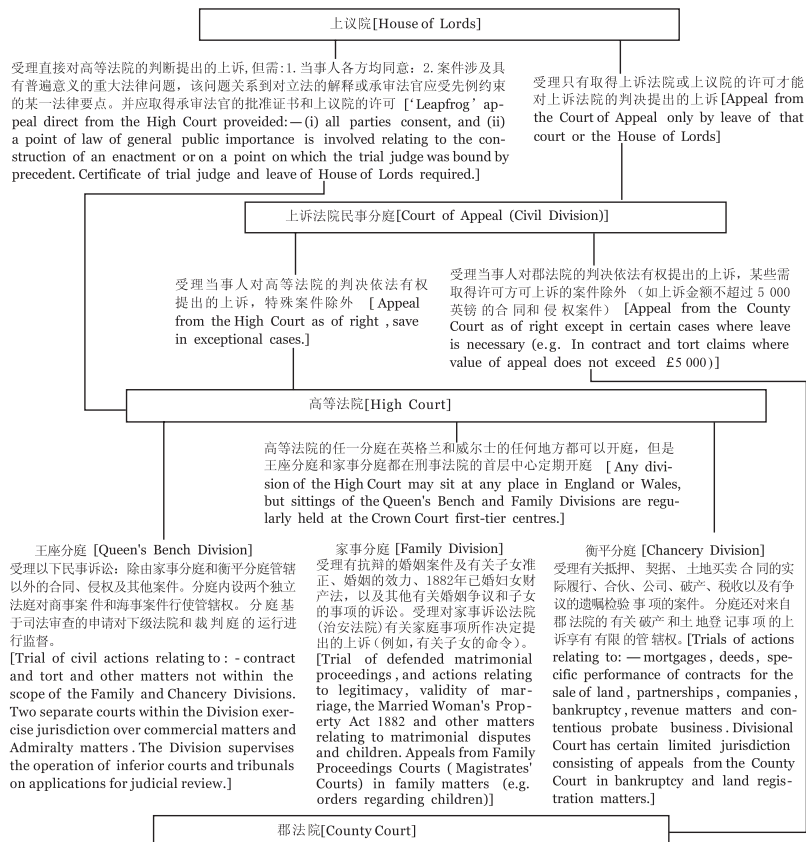 上议院[House of Lords]
受理直接对高等法院的判断提出的上诉,但需:1. 当事人各方均同意；2. 案件涉及具
有普遍意义的重大法律问题，该问题关系到对立法的解释或承审法官应受先例约束
的某一法律要点。并应取得承审法官的批准证书和上议院的许可 [‘Leapfrog’ ap-
peal direct from the High Court proveided: — (i) all parties consent, and (ii)
a point of law of general public importance is involved relating to the con-
struction of an enactment or on a point on which the trial judge was bound by
precedent. Certificate of trial judge and leave of House of Lords required.]
受理只有取得上诉法院或上议院的许可才能
对上诉法院的判决提出的上诉[Appeal from
the Court of Appeal only by leave of that
court or the House of Lords]
上诉法院民事分庭[Court of Appeal (Civil Division)]
受理当事人对高等法院的判决依法有权
提出的上诉，特殊案件除外 [Appeal
from the High Court as of right , save
in exceptional cases.]
受理当事人对郡法院的判决依法有权提出的上诉，某些需
取得许可方可上诉的案件除外（如上诉金额不超过 5 000
英镑的合同和侵权案件） [Appeal from the County
Court as of right except in certain cases where leave
is necessary (e.g. In contract and tort claims where
value of appeal does not exceed £5 000)]
高等法院[High Court]
高等法院的任一分庭在英格兰和威尔士的任何地方都可以开庭，但是
王座分庭和家事分庭都在刑事法院的首层中心定期开庭 [Any divi-
sion of the High Court may sit at any place in England or Wales,
but sittings of the Queen's Bench and Family Divisions are regu-
larly held at the Crown Court first-tier centres.]
王座分庭 [Queen's Bench Division]
受理以下民事诉讼：除由家事分庭和衡平分庭管辖
以外的合同、侵权及其他案件。分庭内设两个独立
法庭对商事案件和海事案件行使管辖权。分庭基
于司法审查的申请对下级法院和裁判庭的运行进
行监督。
[Trial of civil actions relating to : - contract
and tort and other matters not within the
scope of the Family and Chancery Divisions.
Two separate courts within the Division exer-
cise jurisdiction over commercial matters and
Admiralty matters . The Division supervises
the operation of inferior courts and tribunals
on applications for judicial review.]
家事分庭 [Family Division]
受理有抗辩的婚姻案件及有关子女准
正、婚姻的效力、1882年已婚妇女财
产法，以及其他有关婚姻争议和子女
的事项的诉讼。受理对家事诉讼法院
(治安法院)有关家庭事项所作决定提
出的上诉（例如，有关子女的命令）。
[Trial of defended matrimonial
proceedings , and actions relating
to legitimacy, validity of mar-
riage, the Married Woman's Prop-
erty Act 1882 and other matters
relating to matrimonial disputes
and children. Appeals from Family
Proceedings Courts ( Magistrates'
Courts) in family matters (e.g.
orders regarding children)]
衡平分庭 [Chancery Division]
受理有关抵押、契据、土地买卖合同的实
际履行、合伙、公司、破产、税收以及有争
议的遗嘱检验事项的案件。分庭还对来自
郡法院的有关破产和土地登记事项的上
诉享有有限的管辖权。[Trials of actions
relating to: — mortgages , deeds, spe-
cific performance of contracts for the
sale of land , partnerships , companies ,
bankruptcy , revenue matters and con-
tentious probate business . Divisional
Court has certain limited jurisdiction
consisting of appeals from the County
Court in bankruptcy and land regis-
tration matters.]
郡法院[County Court]